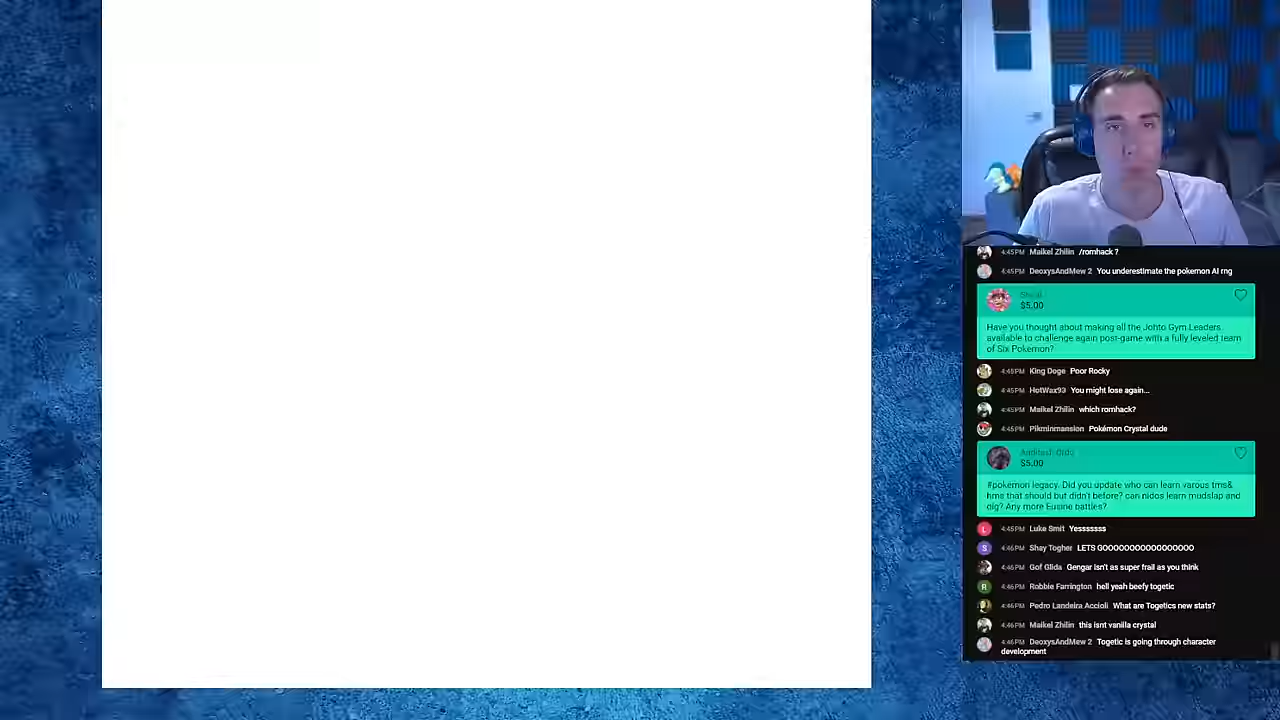 4:45PM Maikel Zhilin /romhack ?
4:45PM DeoxysAndMew 2 You underestimate the pokemon AI rng
$5.00
Have you thought about making all the Johto Gym Leaders
available to challenge again post-game with a fully leveled team
of Six Pokemon?
4:45PM King Doge Poor Rocky
4:45PM HotWax93 You might lose again...
4:45PM Maikel Zhilin which romhack?
4:45PM Pikminmansion Pokémon Crystal dude
$5.00
#pokemon legacy. Did you update who can learn varous tms&
hms that should but didn't before? can nidos learn mudslap and
dig? Any more Eusine battles?
4:45PM Luke Smit Yesssssss
4:46PM Shay Togher LETS GOOOOOOOOOOOOOOOOO
4:46PM Gof Glida Gengar isn't as super frail as you think
4:46PM Robbie Farrington hell yeah beefy togetic
4:46PM Pedro Landeira Accioli What are Togetics new stats?
4:46PM Maikel Zhilin this isnt vanilla crystal
4:46PM DeoxysAndMew 2 Togetic is going through character
development